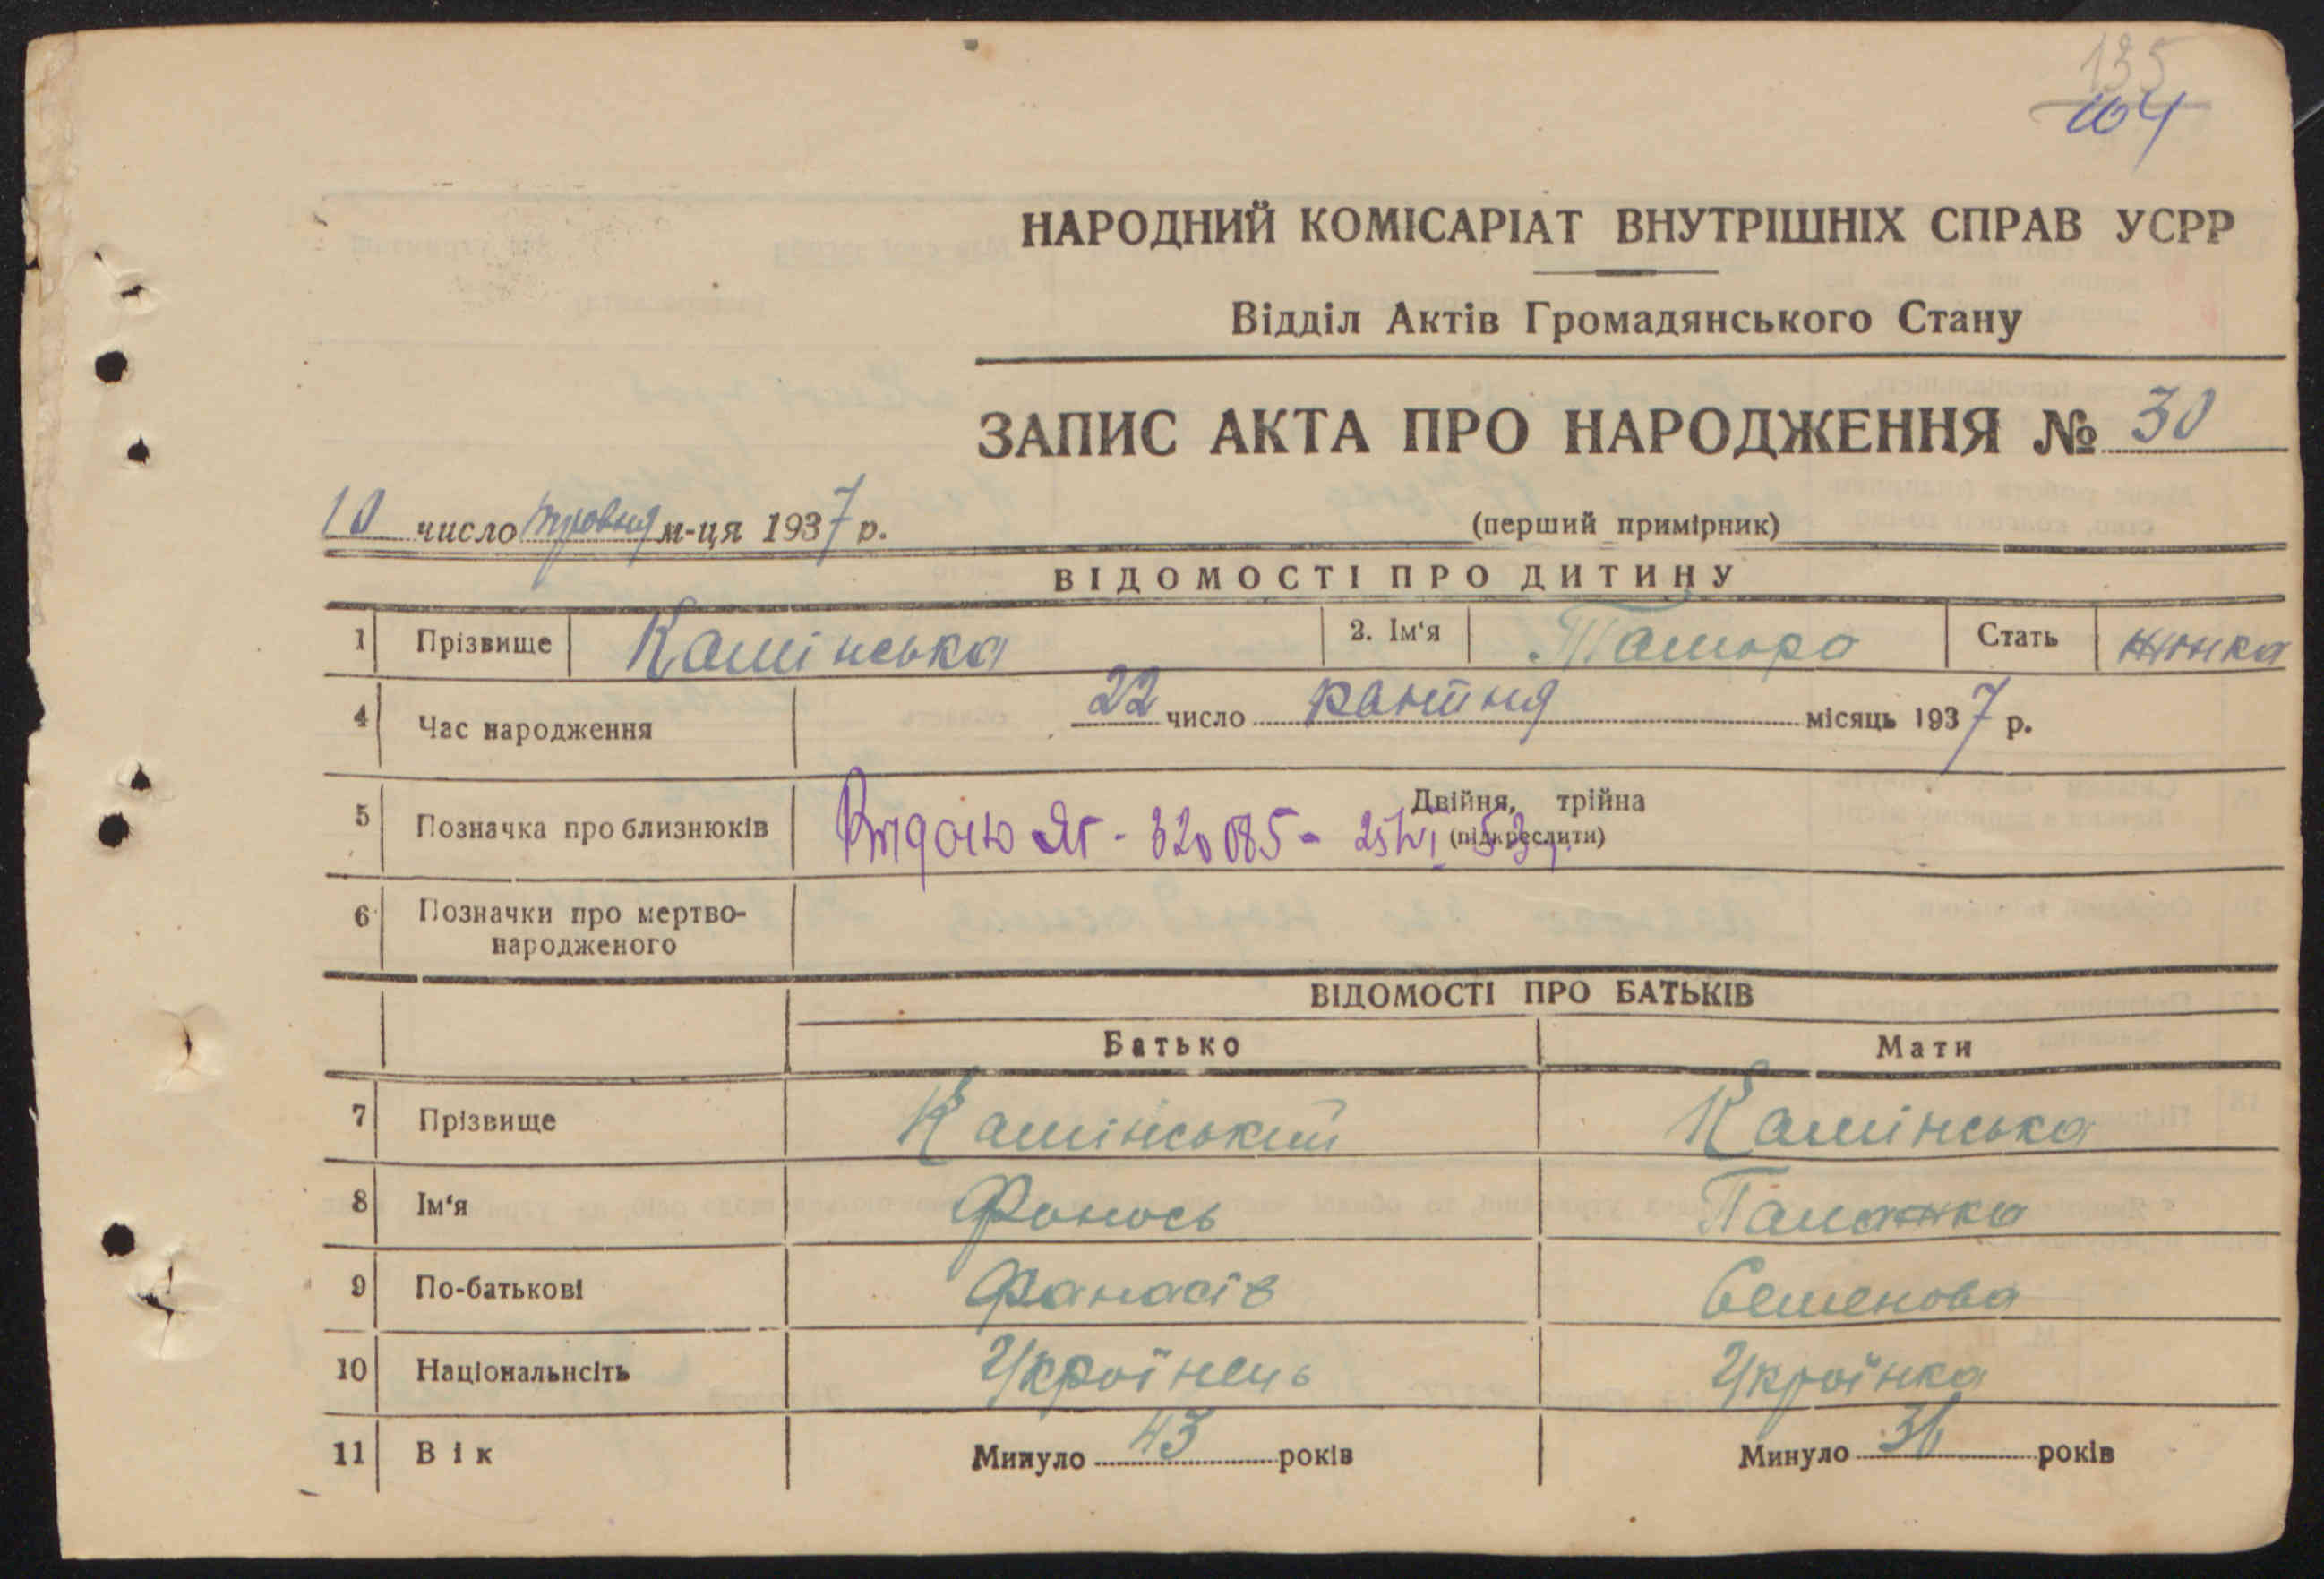 135
104
НАРОДНИЙ КОМІСАРІАТ ВНУТРІШНІХ СПРАВ УСРР
Відділ Актів Громадянського Стану
ЗАПИС АКТА ПРО НАРОДЖЕННЯ № 30
10 число травня м-ця 1937 р. (перший примірник)
ВІДОМОСТІ ПРО ДИТИНУ
1 Прізвище Камінська 2. Ім'я Тамара Стать жінка
4 Час народження 22 число квітня місяць 1937 р.
5 Позначка про близнюків Двійня, трійна
(підкреслити)
6 Позначки про мертво-
народженого
ВІДОМОСТІ ПРО БАТЬКІВ
Батько Мати
7 Прізвище Камінський Камінська
8 Ім'я Фанась
9 По-батькові Фанасів Семенова
10 Національнсіть Українець Українка
11 Вік Минуло 43 років Минуло 36 років